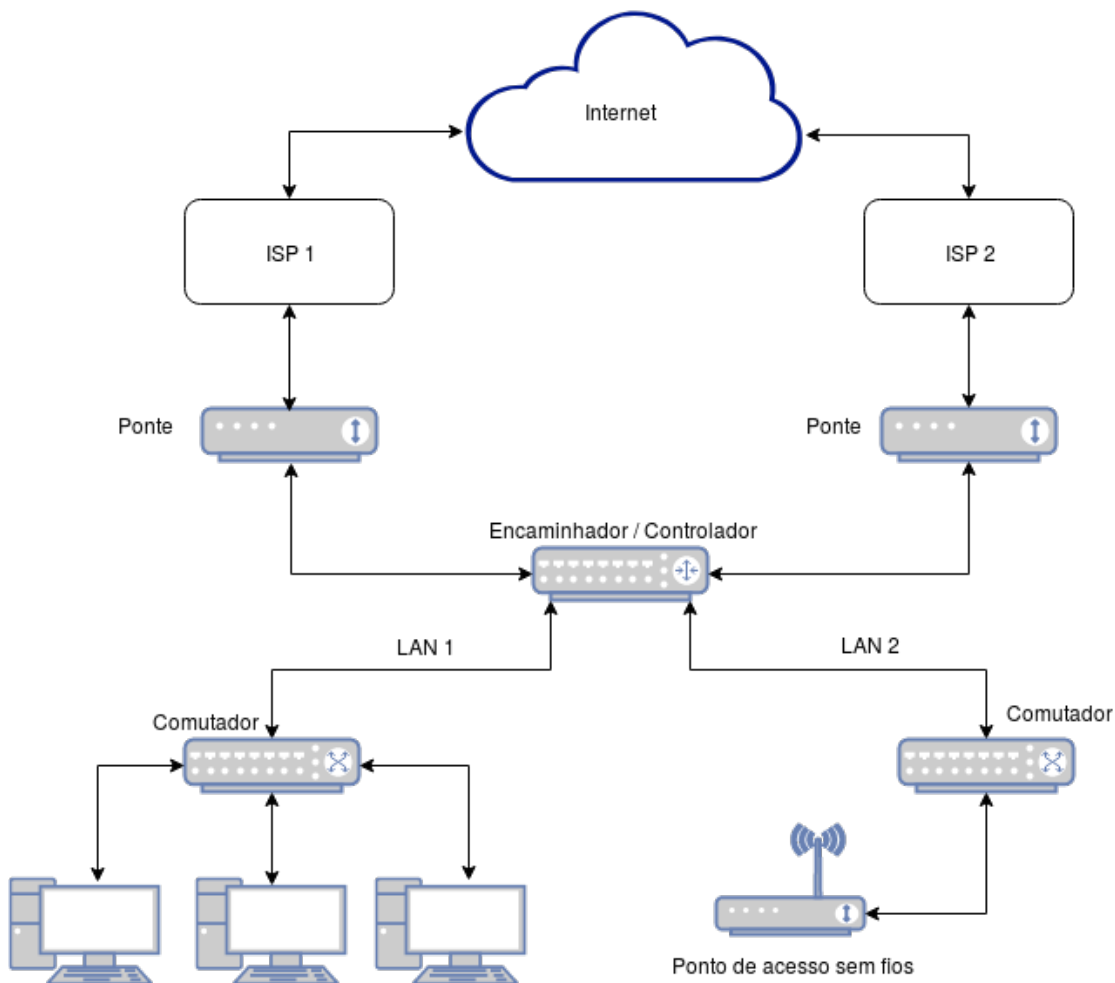 Internet
ISP 1
ISP 2
Ponte
Ponte
Encaminhador / Controlador
LAN 1
LAN 2
Comutador
Comutador
Ponto de acesso sem fios